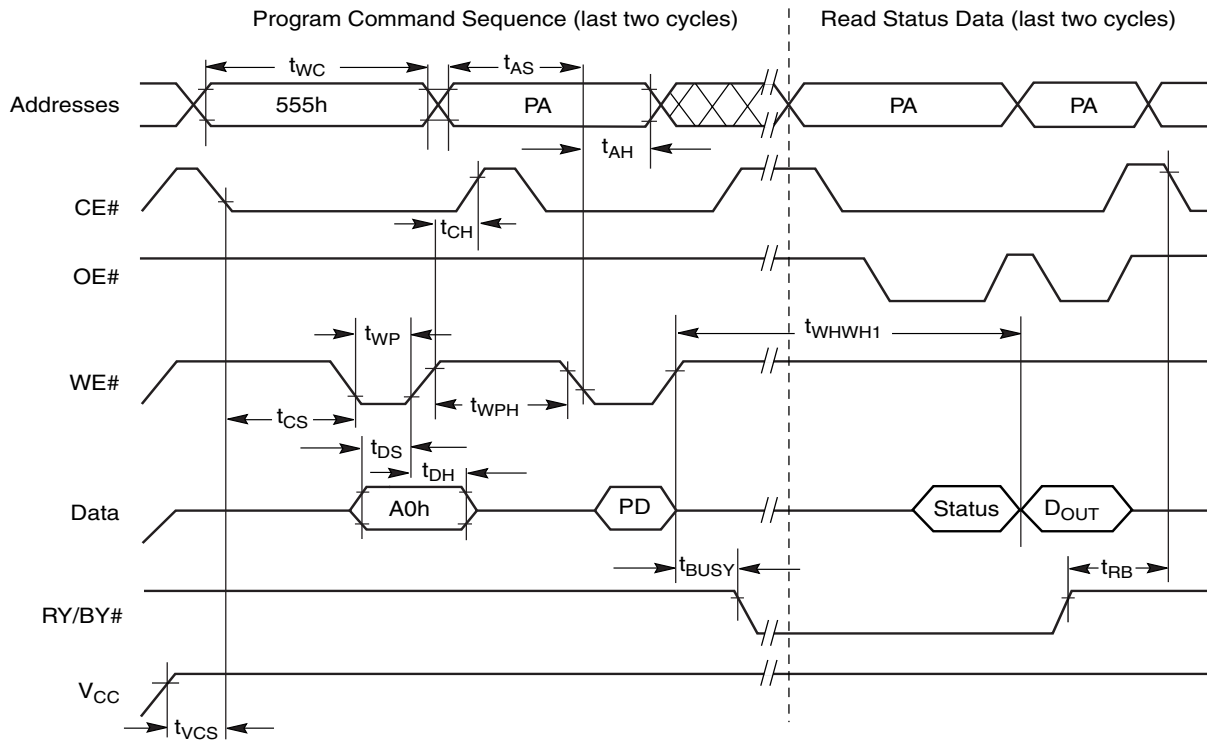 Program Command Sequence (last two cycles) Read Status Data (last two cycles)
tWC tAS
Addresses 555h PA PA PA
tAH
CE#
tCH
OE#
tWP tWHWH1
WE#
tCS tWPH
tDS
tDH
Data A0h PD Status DOUT
tBUSY tRB
RY/BY#
VCC
tVCS